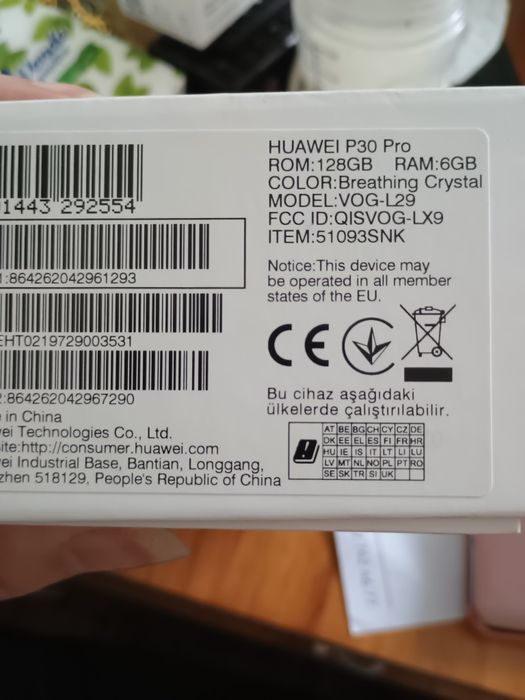 HUAWEI P30 Pro
ROM:128GB RAM:6GB
COLOR:Breathing Crystal
MODEL:VOG-L29
FCC ID:QISVOG-LX9
ITEM:51093SNK
Notice:This device may
be operated in all member
states of the EU.
CE
Bu cihaz aşağıdaki
ülkelerde çalıştırılabilir.
AT BE BG CH CY CZ DE
DK EE EL ES FI FR HR
HU IE IS IT LT LI LU
LV MT NL NO PL PT RO
SE SK TR SI UK
1443 292554
:864262042961293
EHT0219729003531
:864262042967290
in China
ei Technologies Co., Ltd.
site:http://consumer.huawei.com
ei Industrial Base, Bantian, Longgang,
zhen 518129, People's Republic of China